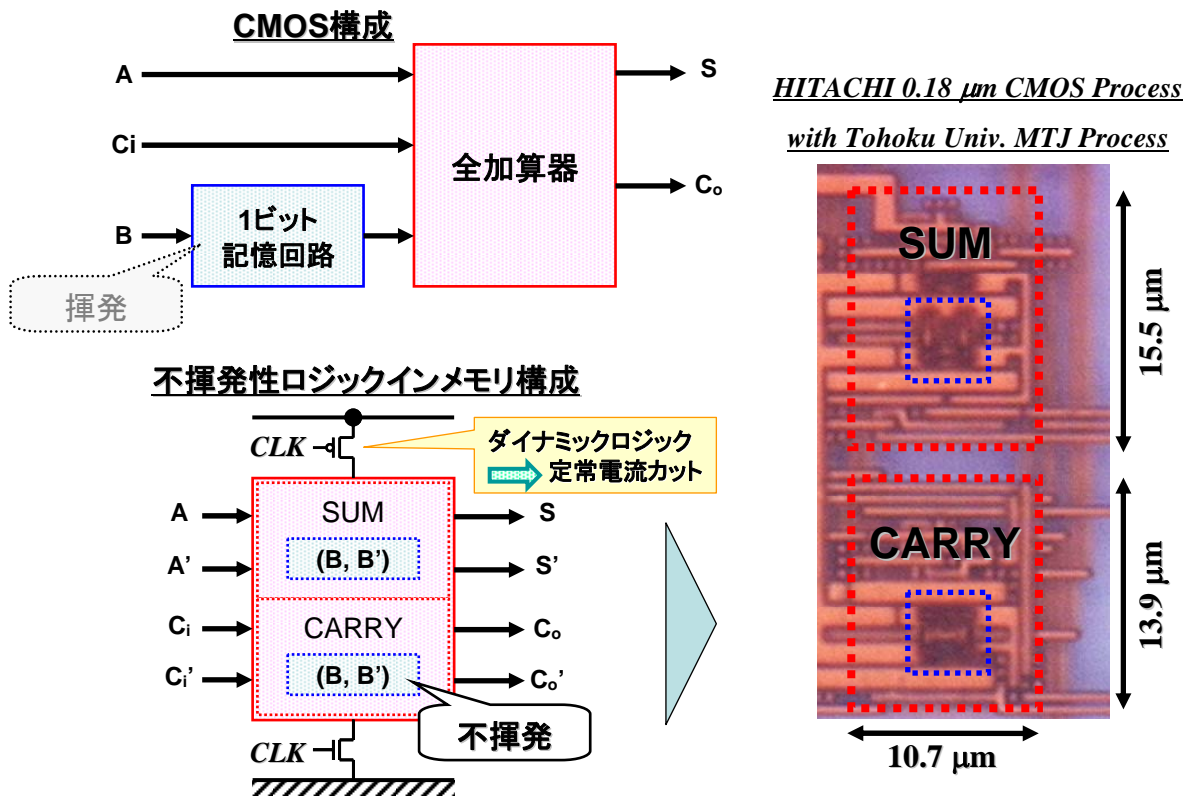 CMOS構成
A
Ci
B
1ビット
記憶回路
揮発
全加算器
S
Co
不揮発性ロジックインメモリ構成
CLK
ダイナミックロジック
定常電流カット
A
A’
Ci
Ci’
SUM
(B, B’)
CARRY
(B, B’)
S
S’
Co
Co’
不揮発
CLK
HITACHI 0.18 μm CMOS Process
with Tohoku Univ. MTJ Process
SUM
15.5 μm
CARRY
13.9 μm
10.7 μm